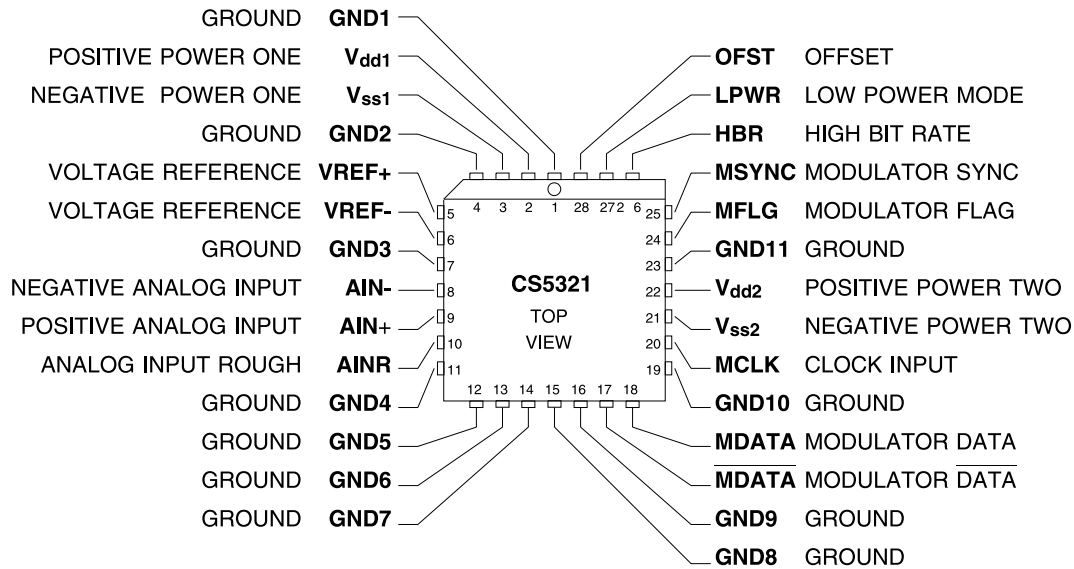 GROUND GND1
POSITIVE POWER ONE Vdd1
NEGATIVE POWER ONE Vss1
GROUND GND2
VOLTAGE REFERENCE VREF+
VOLTAGE REFERENCE VREF-
GROUND GND3
NEGATIVE ANALOG INPUT AIN-
POSITIVE ANALOG INPUT AIN+
ANALOG INPUT ROUGH AINR
GROUND GND4
GROUND GND5
GROUND GND6
GROUND GND7
4 3 2 1 28 27 2 6
5
6
7
8
9
10
11
CS5321
TOP
VIEW
12 13 14 15 16 17 18
25
24
23
22
21
20
19
OFST OFFSET
LPWR LOW POWER MODE
HBR HIGH BIT RATE
MSYNC MODULATOR SYNC
MFLG MODULATOR FLAG
GND11 GROUND
Vdd2 POSITIVE POWER TWO
Vss2 NEGATIVE POWER TWO
MCLK CLOCK INPUT
GND10 GROUND
MDATA MODULATOR DATA
M̅D̅A̅T̅A̅ MODULATOR D̅A̅T̅A̅
GND9 GROUND
GND8 GROUND